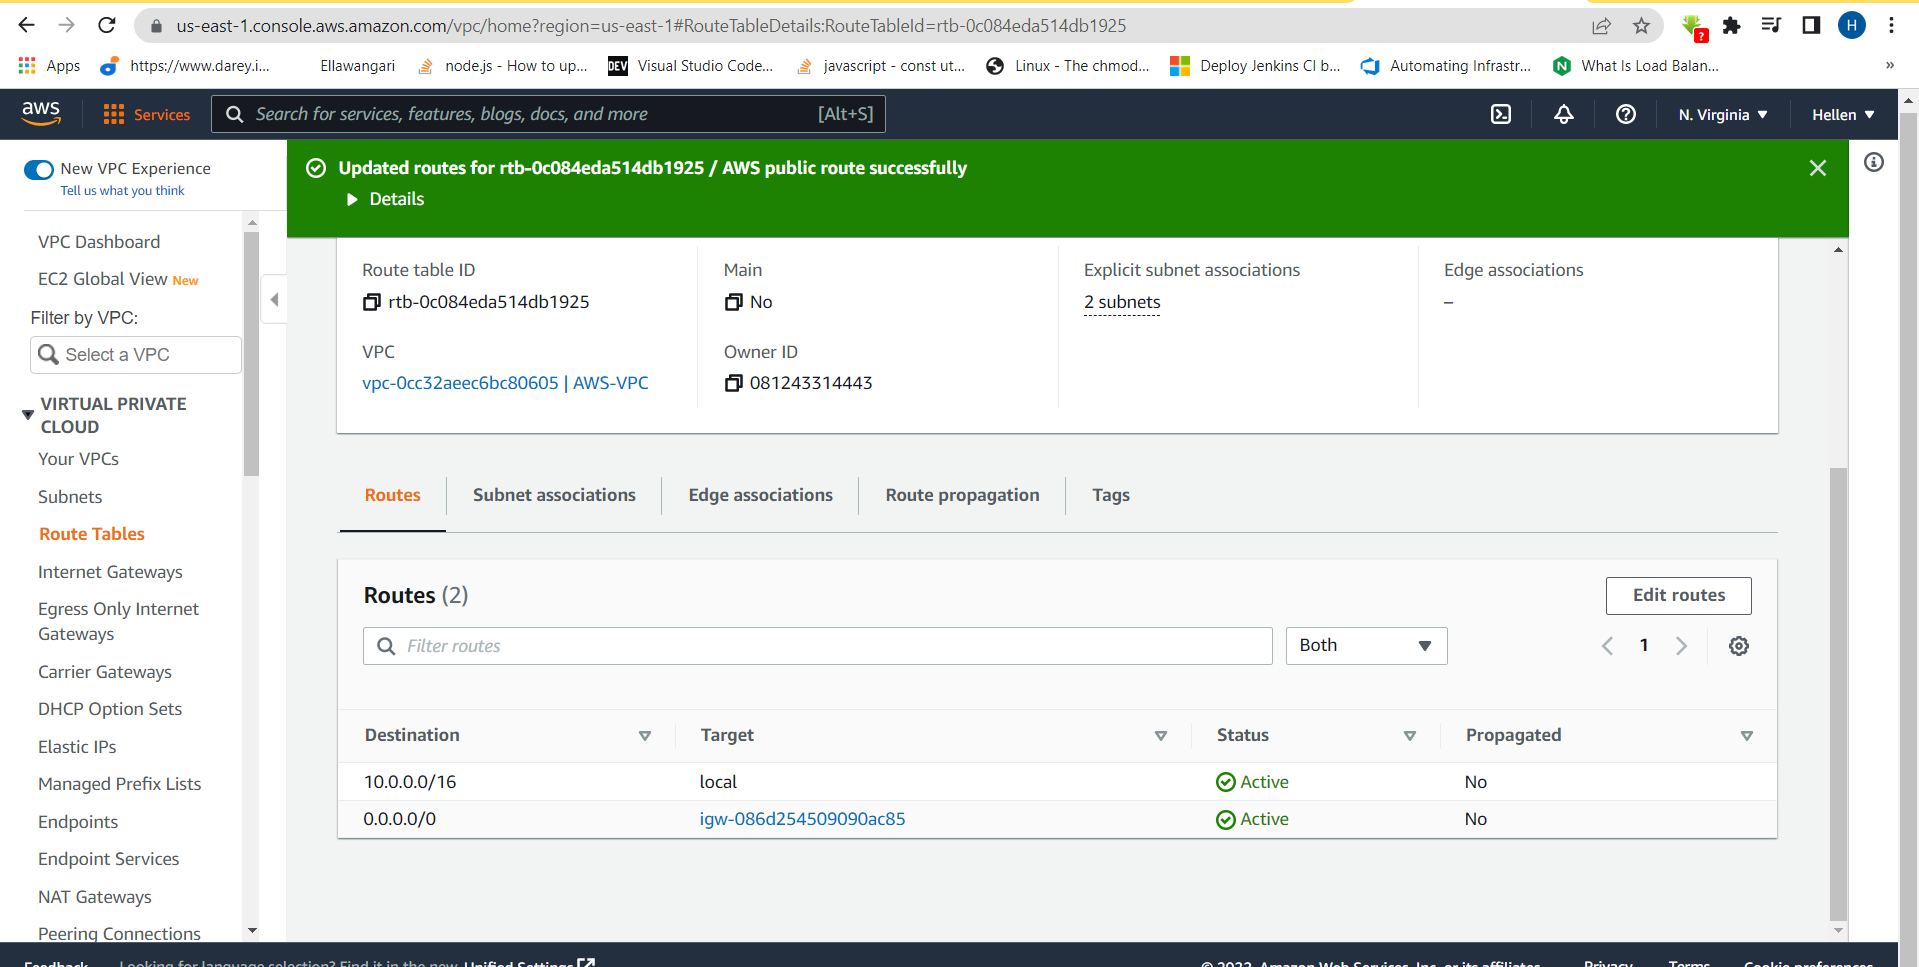 us-east-1.console.aws.amazon.com/vpc/home?region=us-east-1#RouteTableDetails:RouteTableId=rtb-0c084eda514db1925
?
H
Apps
https://www.darey.i...
Ellawangari
node.js - How to up...
DEV
Visual Studio Code...
javascript - const ut...
Linux - The chmod...
Deploy Jenkins CI b...
Automating Infrastr...
N
What Is Load Balan...
»
aws
Services
Search for services, features, blogs, docs, and more
[Alt+S]
N. Virginia
Hellen
New VPC Experience
Tell us what you think
Updated routes for rtb-0c084eda514db1925 / AWS public route successfully
Details
VPC Dashboard
EC2 Global View New
Filter by VPC:
Select a VPC
VIRTUAL PRIVATE
CLOUD
Your VPCs
Subnets
Route Tables
Internet Gateways
Egress Only Internet
Gateways
Carrier Gateways
DHCP Option Sets
Elastic IPs
Managed Prefix Lists
Endpoints
Endpoint Services
NAT Gateways
Peering Connections
Route table ID
rtb-0c084eda514db1925
Main
No
Explicit subnet associations
2 subnets
Edge associations
–
VPC
vpc-0cc32aeec6bc80605 | AWS-VPC
Owner ID
081243314443
Routes
Subnet associations
Edge associations
Route propagation
Tags
Routes (2)
Edit routes
Filter routes
Both
1
Destination
Target
Status
Propagated
10.0.0.0/16
local
Active
No
0.0.0.0/0
igw-086d254509090ac85
Active
No
Feedback
Looking for language selection? Find it in the new Unified Settings
© 2022, Amazon Web Services, Inc. or its affiliates.
Privacy
Terms
Cookie preferences